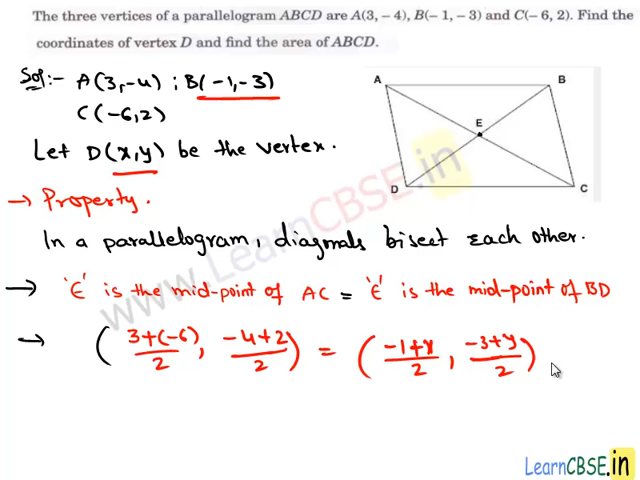 The three vertices of a parallelogram ABCD are A(3, −4), B(−1, −3) and C(−6, 2). Find the
coordinates of vertex D and find the area of ABCD.
Sol:- A(3,-4) ; B(-1,-3)
C(-6,2)
Let D(x,y) be the vertex.
A
B
E
D
C
→ Property.
In a parallelogram, diagonals bisect each other.
→ 'E' is the mid-point of AC = 'E' is the mid-point of BD
→ ( 3+(-6)/2 , -4+2/2 ) = ( -1+x/2 , -3+y/2 )
www.LearnCBSE.in
LearnCBSE.in